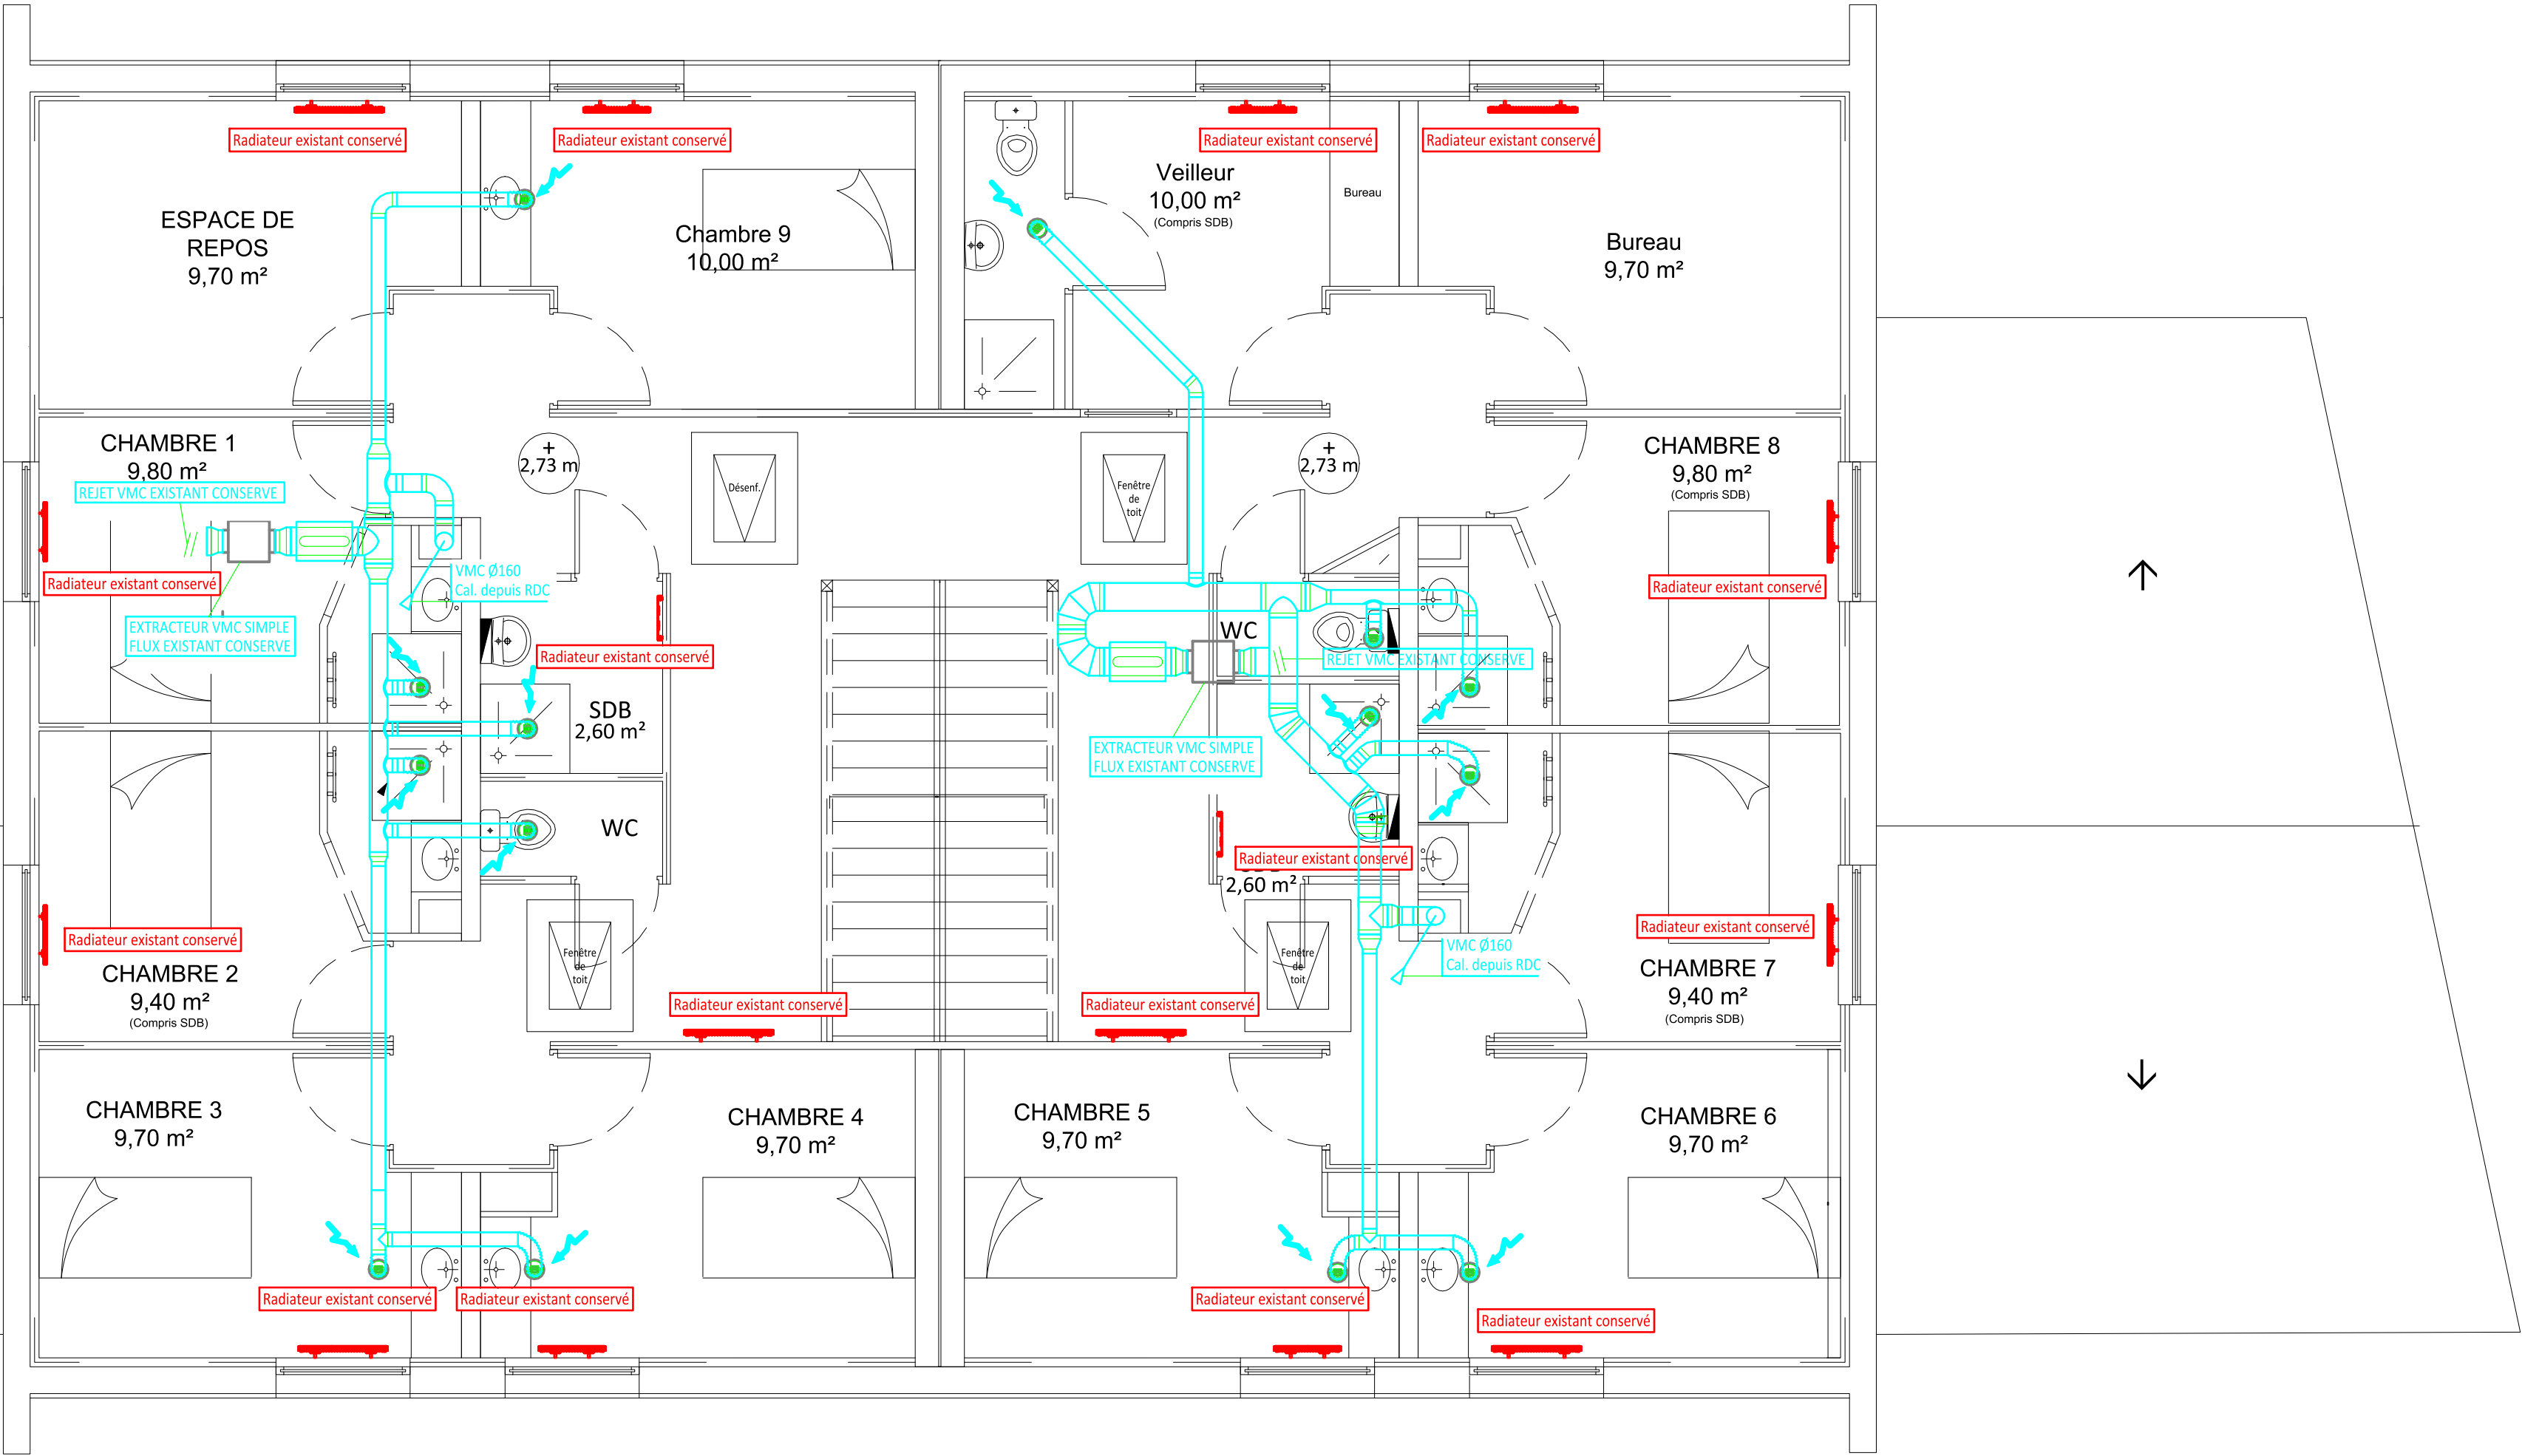 Radiateur existant conservé
Radiateur existant conservé
Radiateur existant conservé
Radiateur existant conservé
ESPACE DE
REPOS
9,70 m²
Chambre 9
10,00 m²
Veilleur
10,00 m²
(Compris SDB)
Bureau
Bureau
9,70 m²
CHAMBRE 1
9,80 m²
REJET VMC EXISTANT CONSERVE
Radiateur existant conservé
EXTRACTEUR VMC SIMPLE
FLUX EXISTANT CONSERVE
VMC Ø160
Cal. depuis RDC
+
2,73 m
Désenf.
Fenêtre
de
toit
+
2,73 m
CHAMBRE 8
9,80 m²
(Compris SDB)
Radiateur existant conservé
Radiateur existant conservé
SDB
2,60 m²
WC
WC
REJET VMC EXISTANT CONSERVE
EXTRACTEUR VMC SIMPLE
FLUX EXISTANT CONSERVE
Radiateur existant conservé
2,60 m²
Radiateur existant conservé
CHAMBRE 2
9,40 m²
(Compris SDB)
Fenêtre
de
toit
Radiateur existant conservé
Radiateur existant conservé
Fenêtre
de
toit
VMC Ø160
Cal. depuis RDC
Radiateur existant conservé
CHAMBRE 7
9,40 m²
(Compris SDB)
CHAMBRE 3
9,70 m²
CHAMBRE 4
9,70 m²
CHAMBRE 5
9,70 m²
CHAMBRE 6
9,70 m²
Radiateur existant conservé
Radiateur existant conservé
Radiateur existant conservé
Radiateur existant conservé